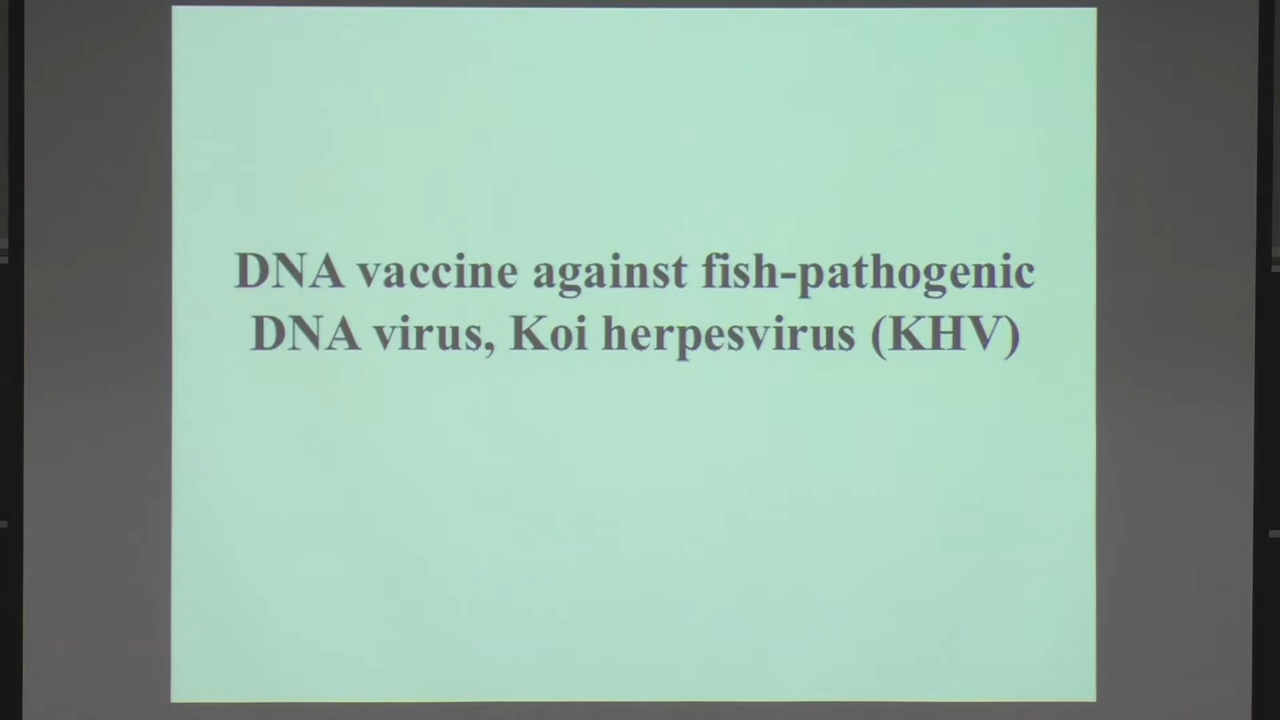 DNA vaccine against fish-pathogenic
DNA virus, Koi herpesvirus (KHV)